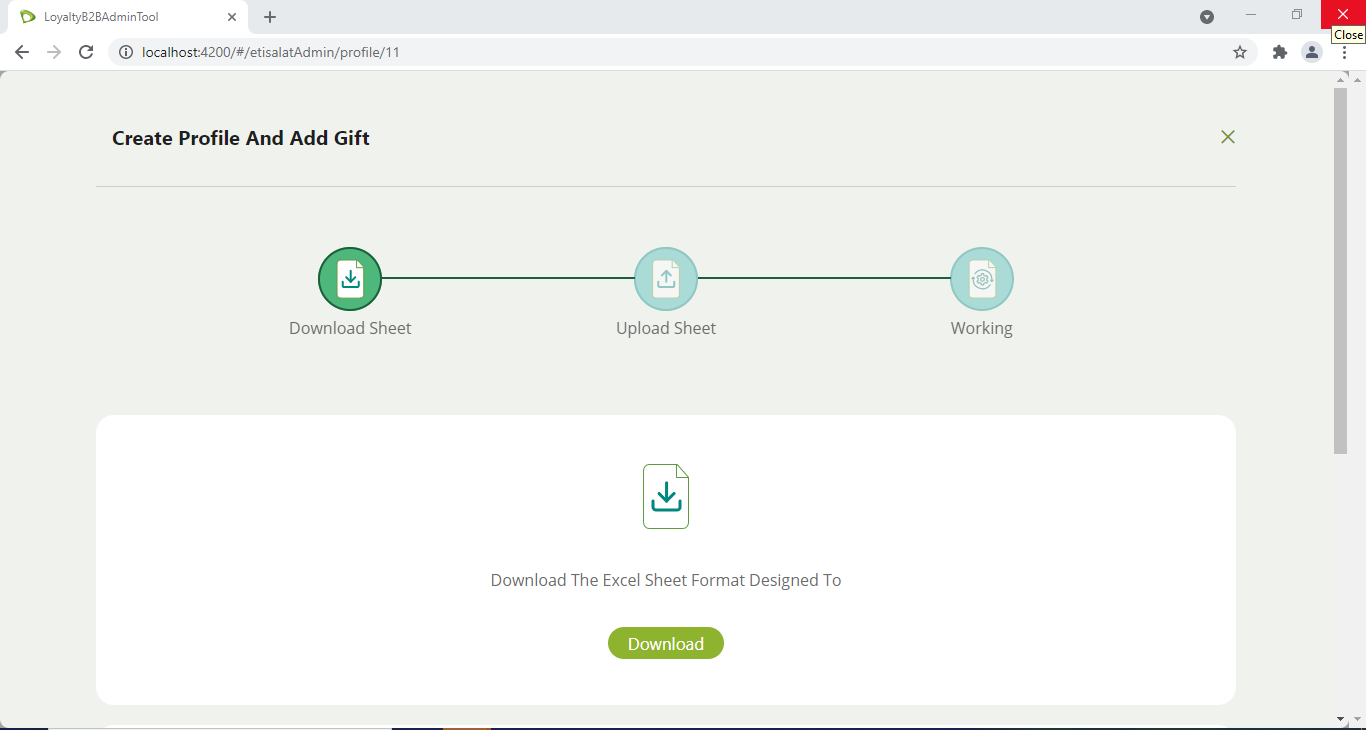 LoyaltyB2BAdminTool
Close
localhost:4200/#/etisalatAdmin/profile/11
Create Profile And Add Gift
Download Sheet
Upload Sheet
Working
Download The Excel Sheet Format Designed To
Download